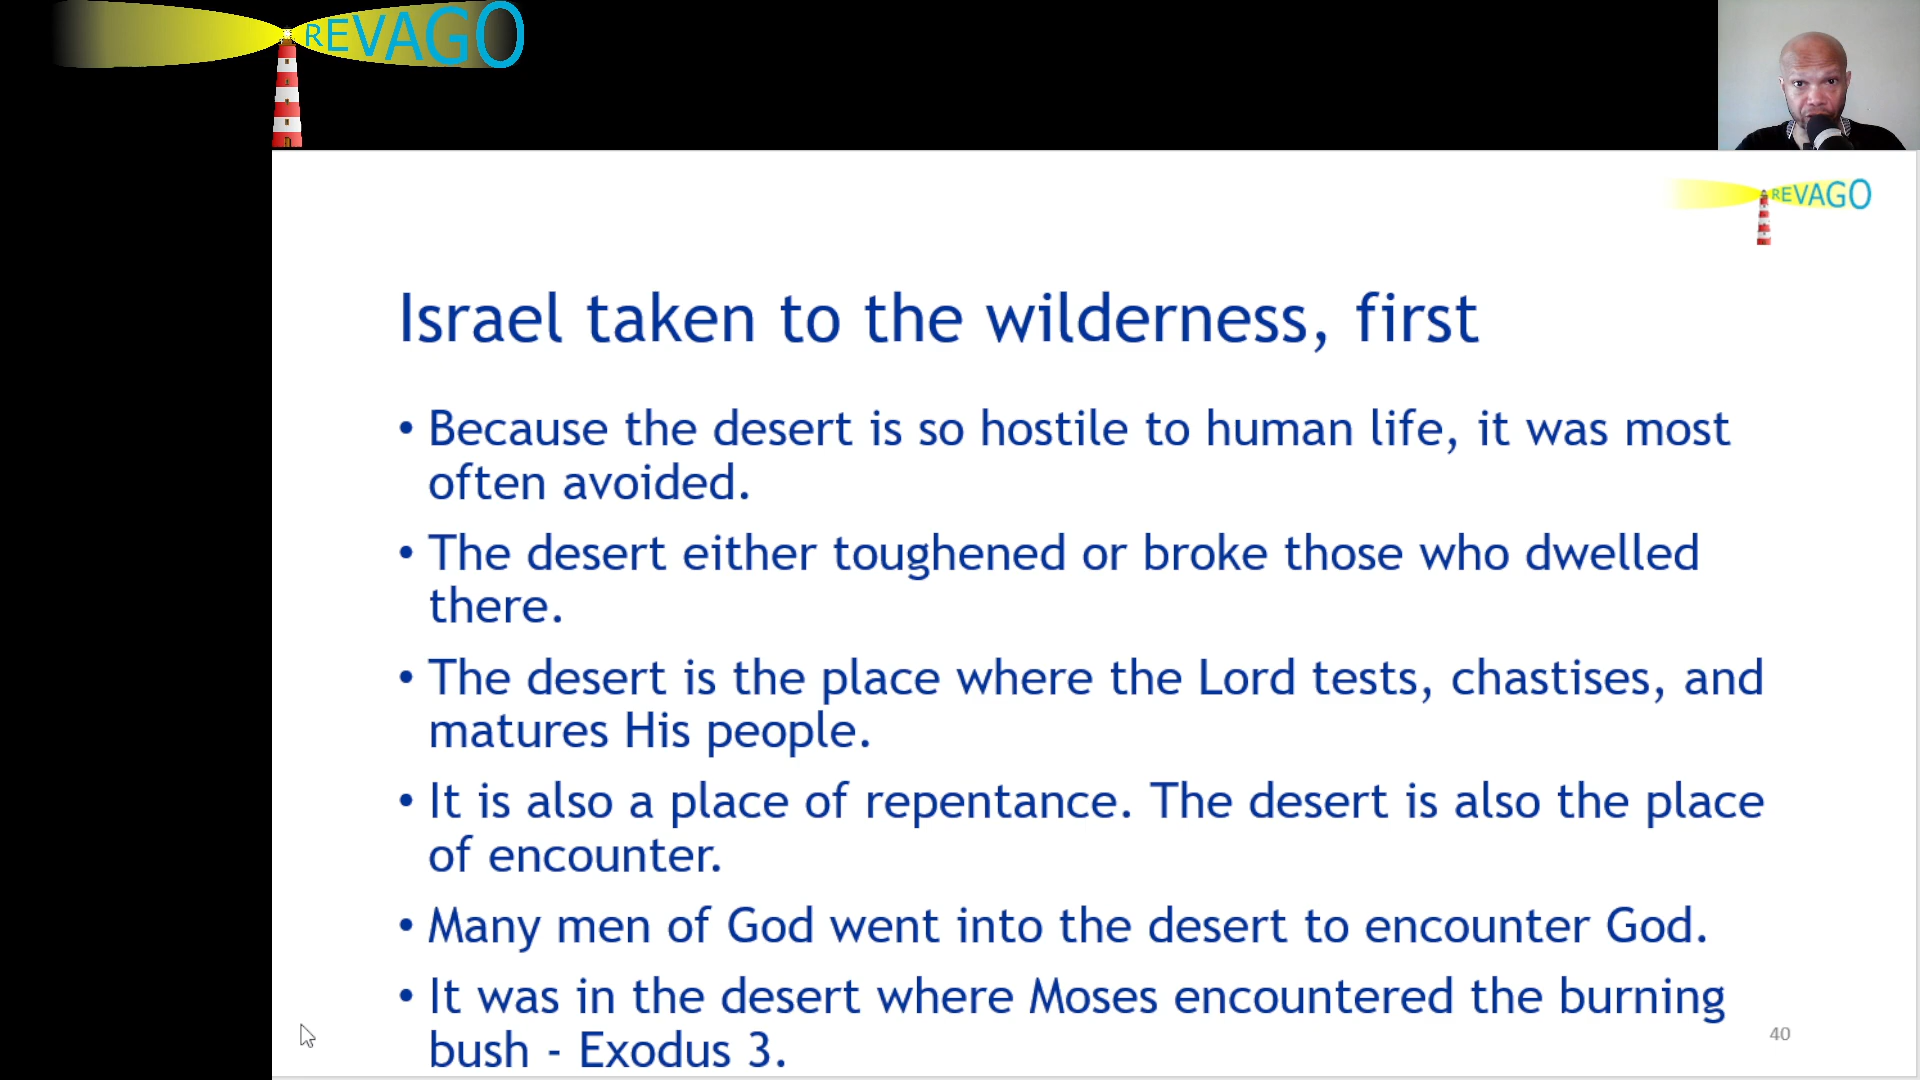 REVAGO
REVAGO
Israel taken to the wilderness, first
• Because the desert is so hostile to human life, it was most
often avoided.
• The desert either toughened or broke those who dwelled
there.
• The desert is the place where the Lord tests, chastises, and
matures His people.
• It is also a place of repentance. The desert is also the place
of encounter.
• Many men of God went into the desert to encounter God.
• It was in the desert where Moses encountered the burning
bush - Exodus 3.
40